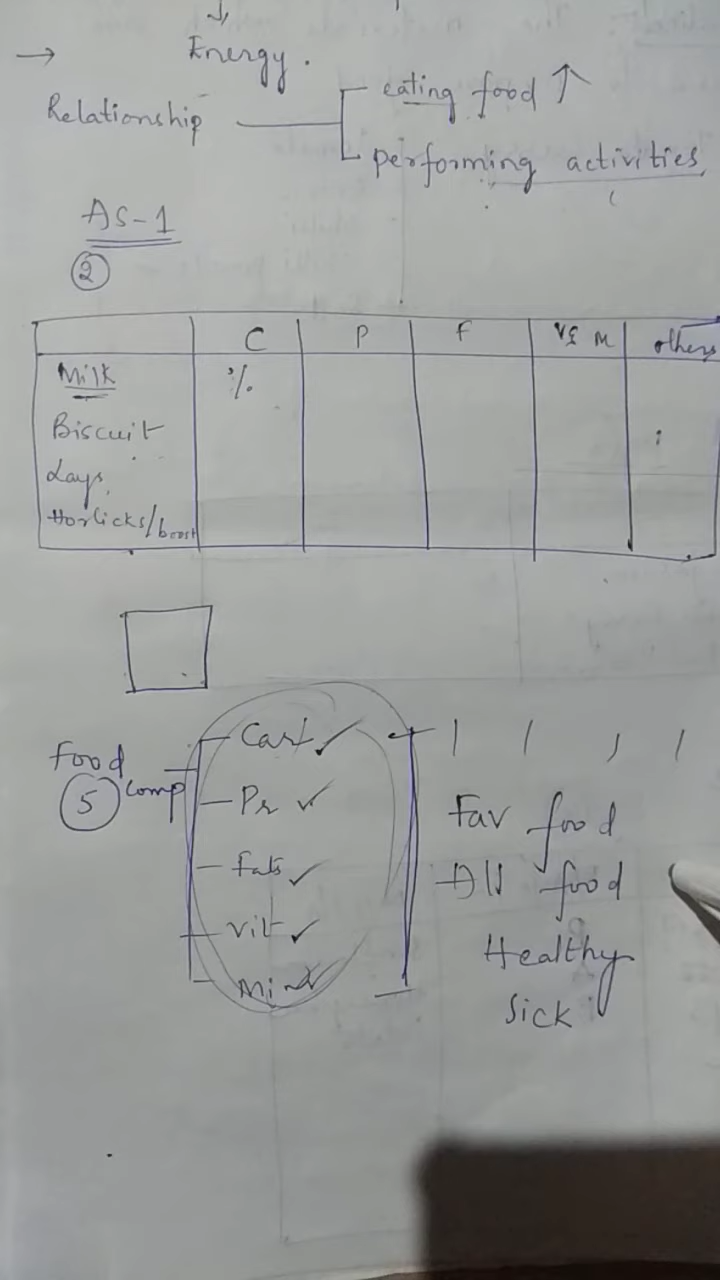 → Energy.
Relationship
eating food ↑
performing activities
AS-1
2
C P F V& M others
Milk %
Biscuit
Lays
Horlicks/boost
Food
5 comp
Carb ✓
Pr ✓
Fats ✓
Vit ✓
Min
Fav food
All food
Healthy
Sick